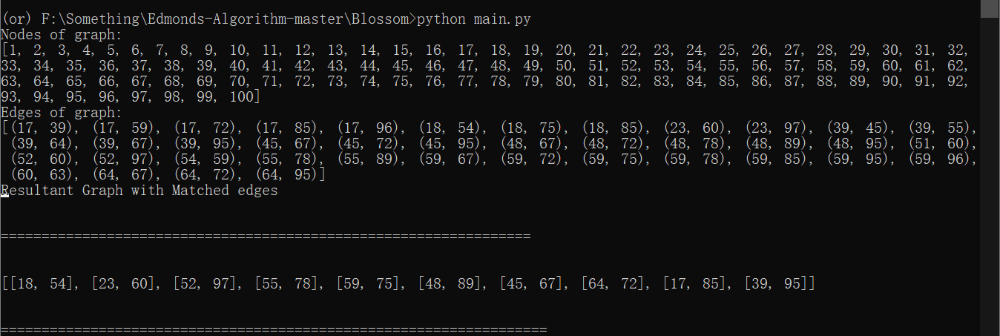 (or) F:\Something\Edmonds-Algorithm-master\Blossom>python main.py
Nodes of graph:
[1, 2, 3, 4, 5, 6, 7, 8, 9, 10, 11, 12, 13, 14, 15, 16, 17, 18, 19, 20, 21, 22, 23, 24, 25, 26, 27, 28, 29, 30, 31, 32,
33, 34, 35, 36, 37, 38, 39, 40, 41, 42, 43, 44, 45, 46, 47, 48, 49, 50, 51, 52, 53, 54, 55, 56, 57, 58, 59, 60, 61, 62,
63, 64, 65, 66, 67, 68, 69, 70, 71, 72, 73, 74, 75, 76, 77, 78, 79, 80, 81, 82, 83, 84, 85, 86, 87, 88, 89, 90, 91, 92,
93, 94, 95, 96, 97, 98, 99, 100]
Edges of graph:
[(17, 39), (17, 59), (17, 72), (17, 85), (17, 96), (18, 54), (18, 75), (18, 85), (23, 60), (23, 97), (39, 45), (39, 55),
(39, 64), (39, 67), (39, 95), (45, 67), (45, 72), (45, 95), (48, 67), (48, 72), (48, 78), (48, 89), (48, 95), (51, 60),
(52, 60), (52, 97), (54, 59), (55, 78), (55, 89), (59, 67), (59, 72), (59, 75), (59, 78), (59, 85), (59, 95), (59, 96),
(60, 63), (64, 67), (64, 72), (64, 95)]
Resultant Graph with Matched edges
=================================================================
[[18, 54], [23, 60], [52, 97], [55, 78], [59, 75], [48, 89], [45, 67], [64, 72], [17, 85], [39, 95]]
===================================================================